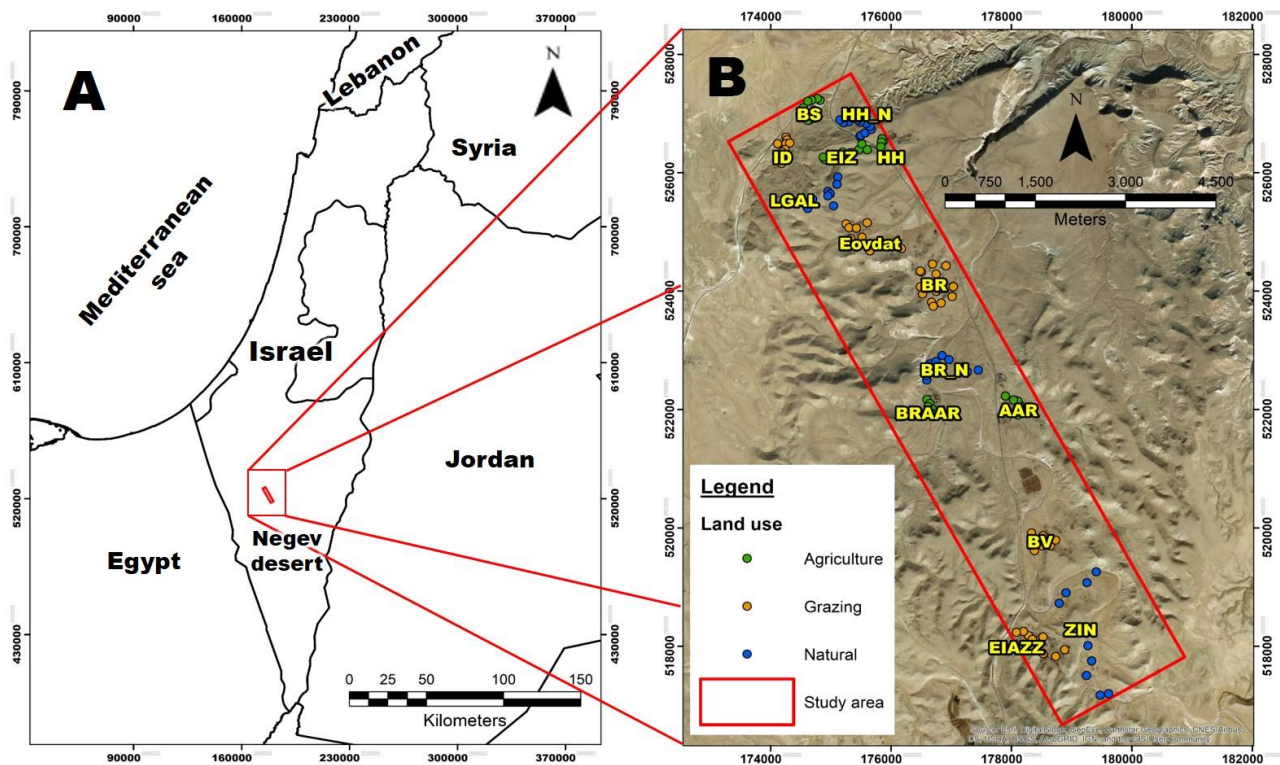 90000 160000 230000 300000 370000
790000
700000
610000
520000
430000
A
N
Lebanon
Syria
Mediterranean
sea
Israel
Jordan
Egypt
Negev
desert
0 25 50 100 150
Kilometers
174000 176000 178000 180000 182000
528000
526000
524000
522000
520000
518000
B
N
0 750 1,500 3,000 4,500
Meters
BS
HH_N
ID
EIZ
HH
LGAL
Eovdat
BR
BR_N
BRAAR
AAR
BV
ZIN
EIAZZ
Legend
Land use
Agriculture
Grazing
Natural
Study area
790000
700000
610000
520000
430000
528000
526000
524000
522000
520000
518000
90000 160000 230000 300000 370000
174000 176000 178000 180000 182000